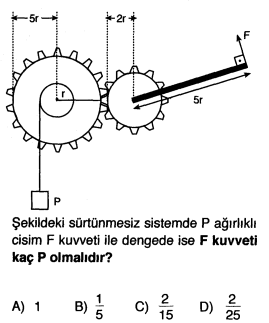 5r 2r
F
r
5r
P
Şekildeki sürtünmesiz sistemde P ağırlıklı
cisim F kuvveti ile dengede ise F kuvveti
kaç P olmalıdır?
A) 1 B) 1/5 C) 2/15 D) 2/25